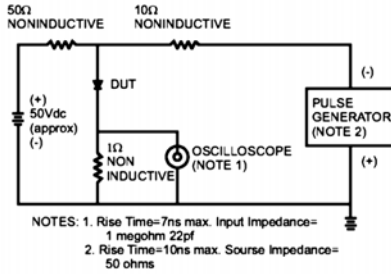 50Ω
NONINDUCTIVE
10Ω
NONINDUCTIVE
(+)
50Vdc
(approx)
(-)
DUT
1Ω
NON
INDUCTIVE
OSCILLOSCOPE
(NOTE 1)
(-)
PULSE
GENERATOR
(NOTE 2)
(+)
NOTES: 1. Rise Time=7ns max. Input Impedance=
1 megohm 22pf
2. Rise Time=10ns max. Sourse Impedance=
50 ohms